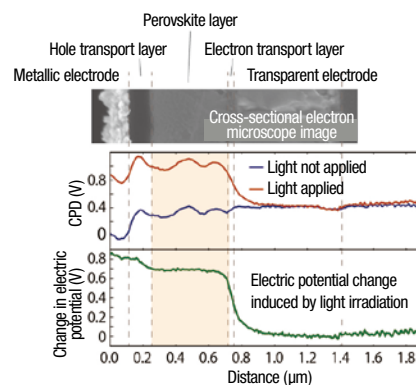 Perovskite layer
Hole transport layer
Electron transport layer
Metallic electrode
Transparent electrode
Cross-sectional electron
microscope image
CPD (V)
0.8
0.4
0.0
Light not applied
Light applied
Change in electric
potential (V)
0.8
0.6
0.4
0.2
0.0
Electric potential change
induced by light irradiation
0.0
0.2
0.4
0.6
0.8
1.0
1.2
1.4
1.6
1.8
Distance (μm)